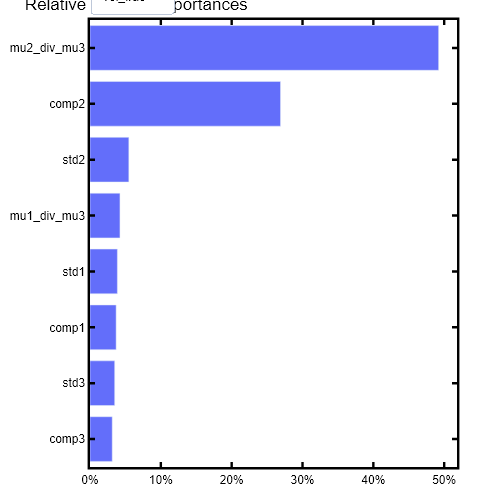 Relative portances
mu2_div_mu3
comp2
std2
mu1_div_mu3
std1
comp1
std3
comp3
0% 10% 20% 30% 40% 50%